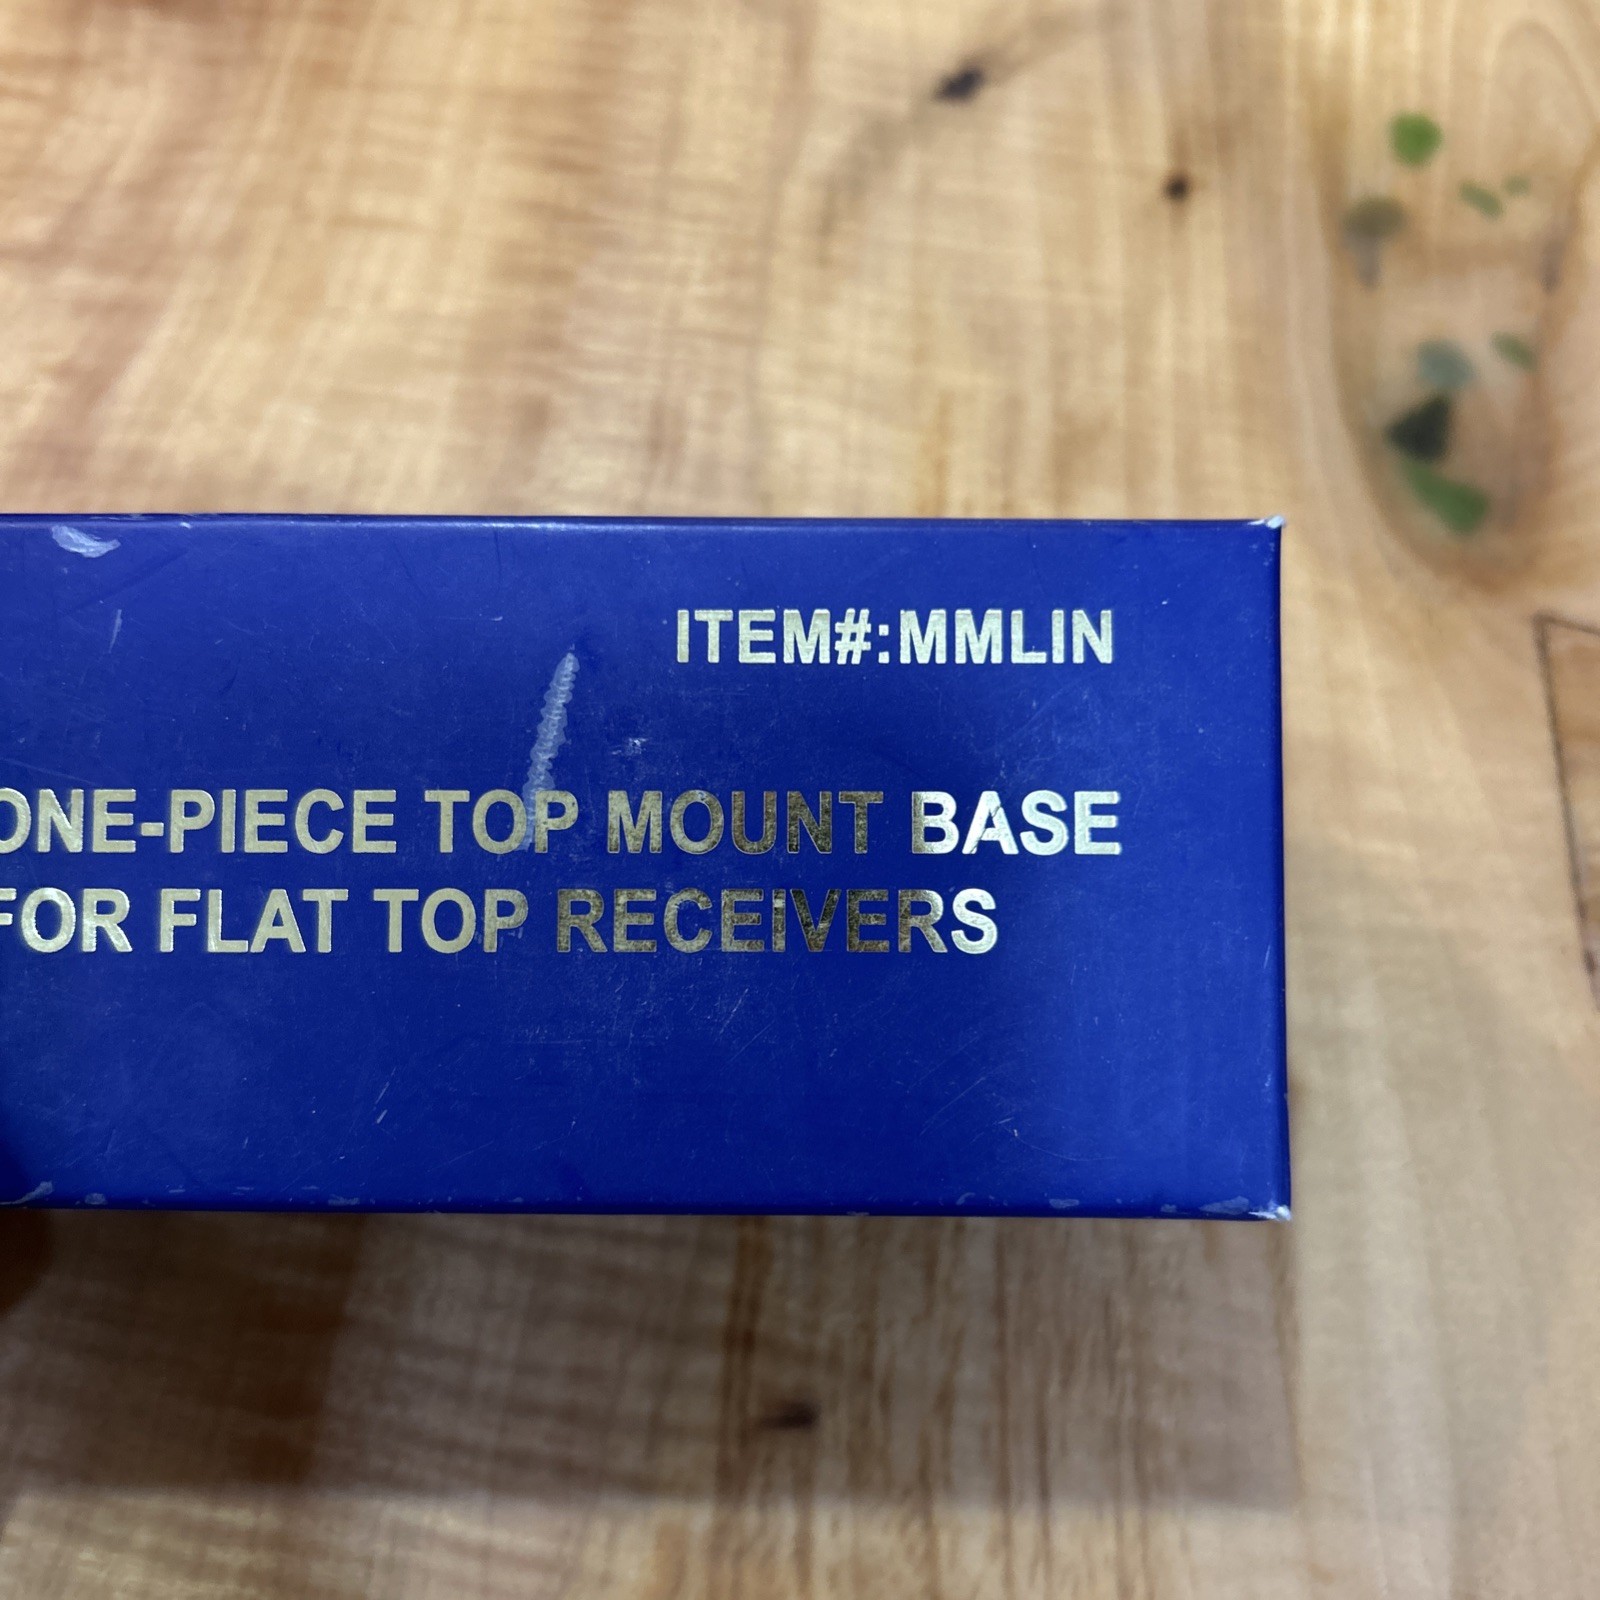 ITEM#:MMLIN
ONE-PIECE TOP MOUNT BASE
FOR FLAT TOP RECEIVERS